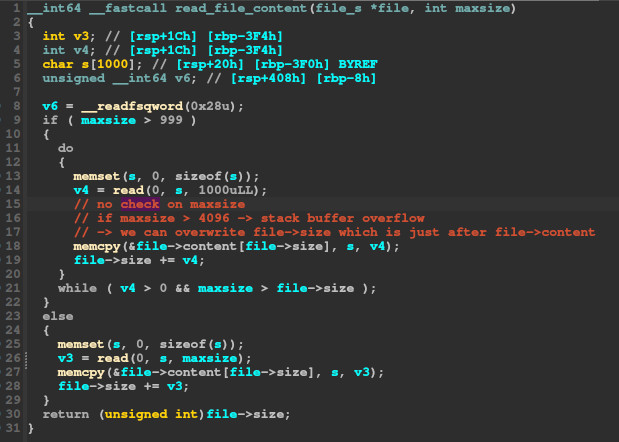 1 __int64 __fastcall read_file_content(file_s *file, int maxsize)
2 {
3   int v3; // [rsp+1Ch] [rbp-3F4h]
4   int v4; // [rsp+1Ch] [rbp-3F4h]
5   char s[1000]; // [rsp+20h] [rbp-3F0h] BYREF
6   unsigned __int64 v6; // [rsp+408h] [rbp-8h]
7
8   v6 = __readfsqword(0x28u);
9   if ( maxsize > 999 )
10   {
11     do
12     {
13       memset(s, 0, sizeof(s));
14       v4 = read(0, s, 1000uLL);
15       // no check on maxsize
16       // if maxsize > 4096 -> stack buffer overflow
17       // -> we can overwrite file->size which is just after file->content
18       memcpy(&file->content[file->size], s, v4);
19       file->size += v4;
20     }
21     while ( v4 > 0 && maxsize > file->size );
22   }
23   else
24   {
25     memset(s, 0, sizeof(s));
26     v3 = read(0, s, maxsize);
27     memcpy(&file->content[file->size], s, v3);
28     file->size += v3;
29   }
30   return (unsigned int)file->size;
31 }